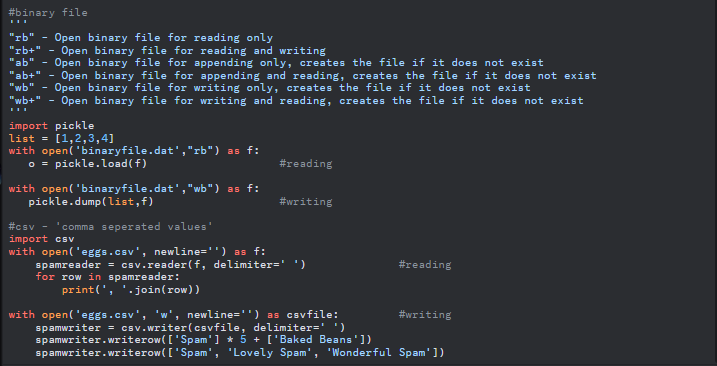 #binary file
'''
"rb" - Open binary file for reading only
"rb+" - Open binary file for reading and writing
"ab" - Open binary file for appending only, creates the file if it does not exist
"ab+" - Open binary file for appending and reading, creates the file if it does not exist
"wb" - Open binary file for writing only, creates the file if it does not exist
"wb+" - Open binary file for writing and reading, creates the file if it does not exist
'''
import pickle
list = [1,2,3,4]
with open('binaryfile.dat',"rb") as f:
   o = pickle.load(f)                    #reading

with open('binaryfile.dat',"wb") as f:
   pickle.dump(list,f)                   #writing

#csv - 'comma seperated values'
import csv
with open('eggs.csv', newline='') as f:
    spamreader = csv.reader(f, delimiter=' ')              #reading
    for row in spamreader:
        print(', '.join(row))

with open('eggs.csv', 'w', newline='') as csvfile:         #writing
    spamwriter = csv.writer(csvfile, delimiter=' ')
    spamwriter.writerow(['Spam'] * 5 + ['Baked Beans'])
    spamwriter.writerow(['Spam', 'Lovely Spam', 'Wonderful Spam'])